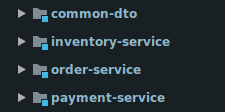 common-dto
inventory-service
order-service
payment-service